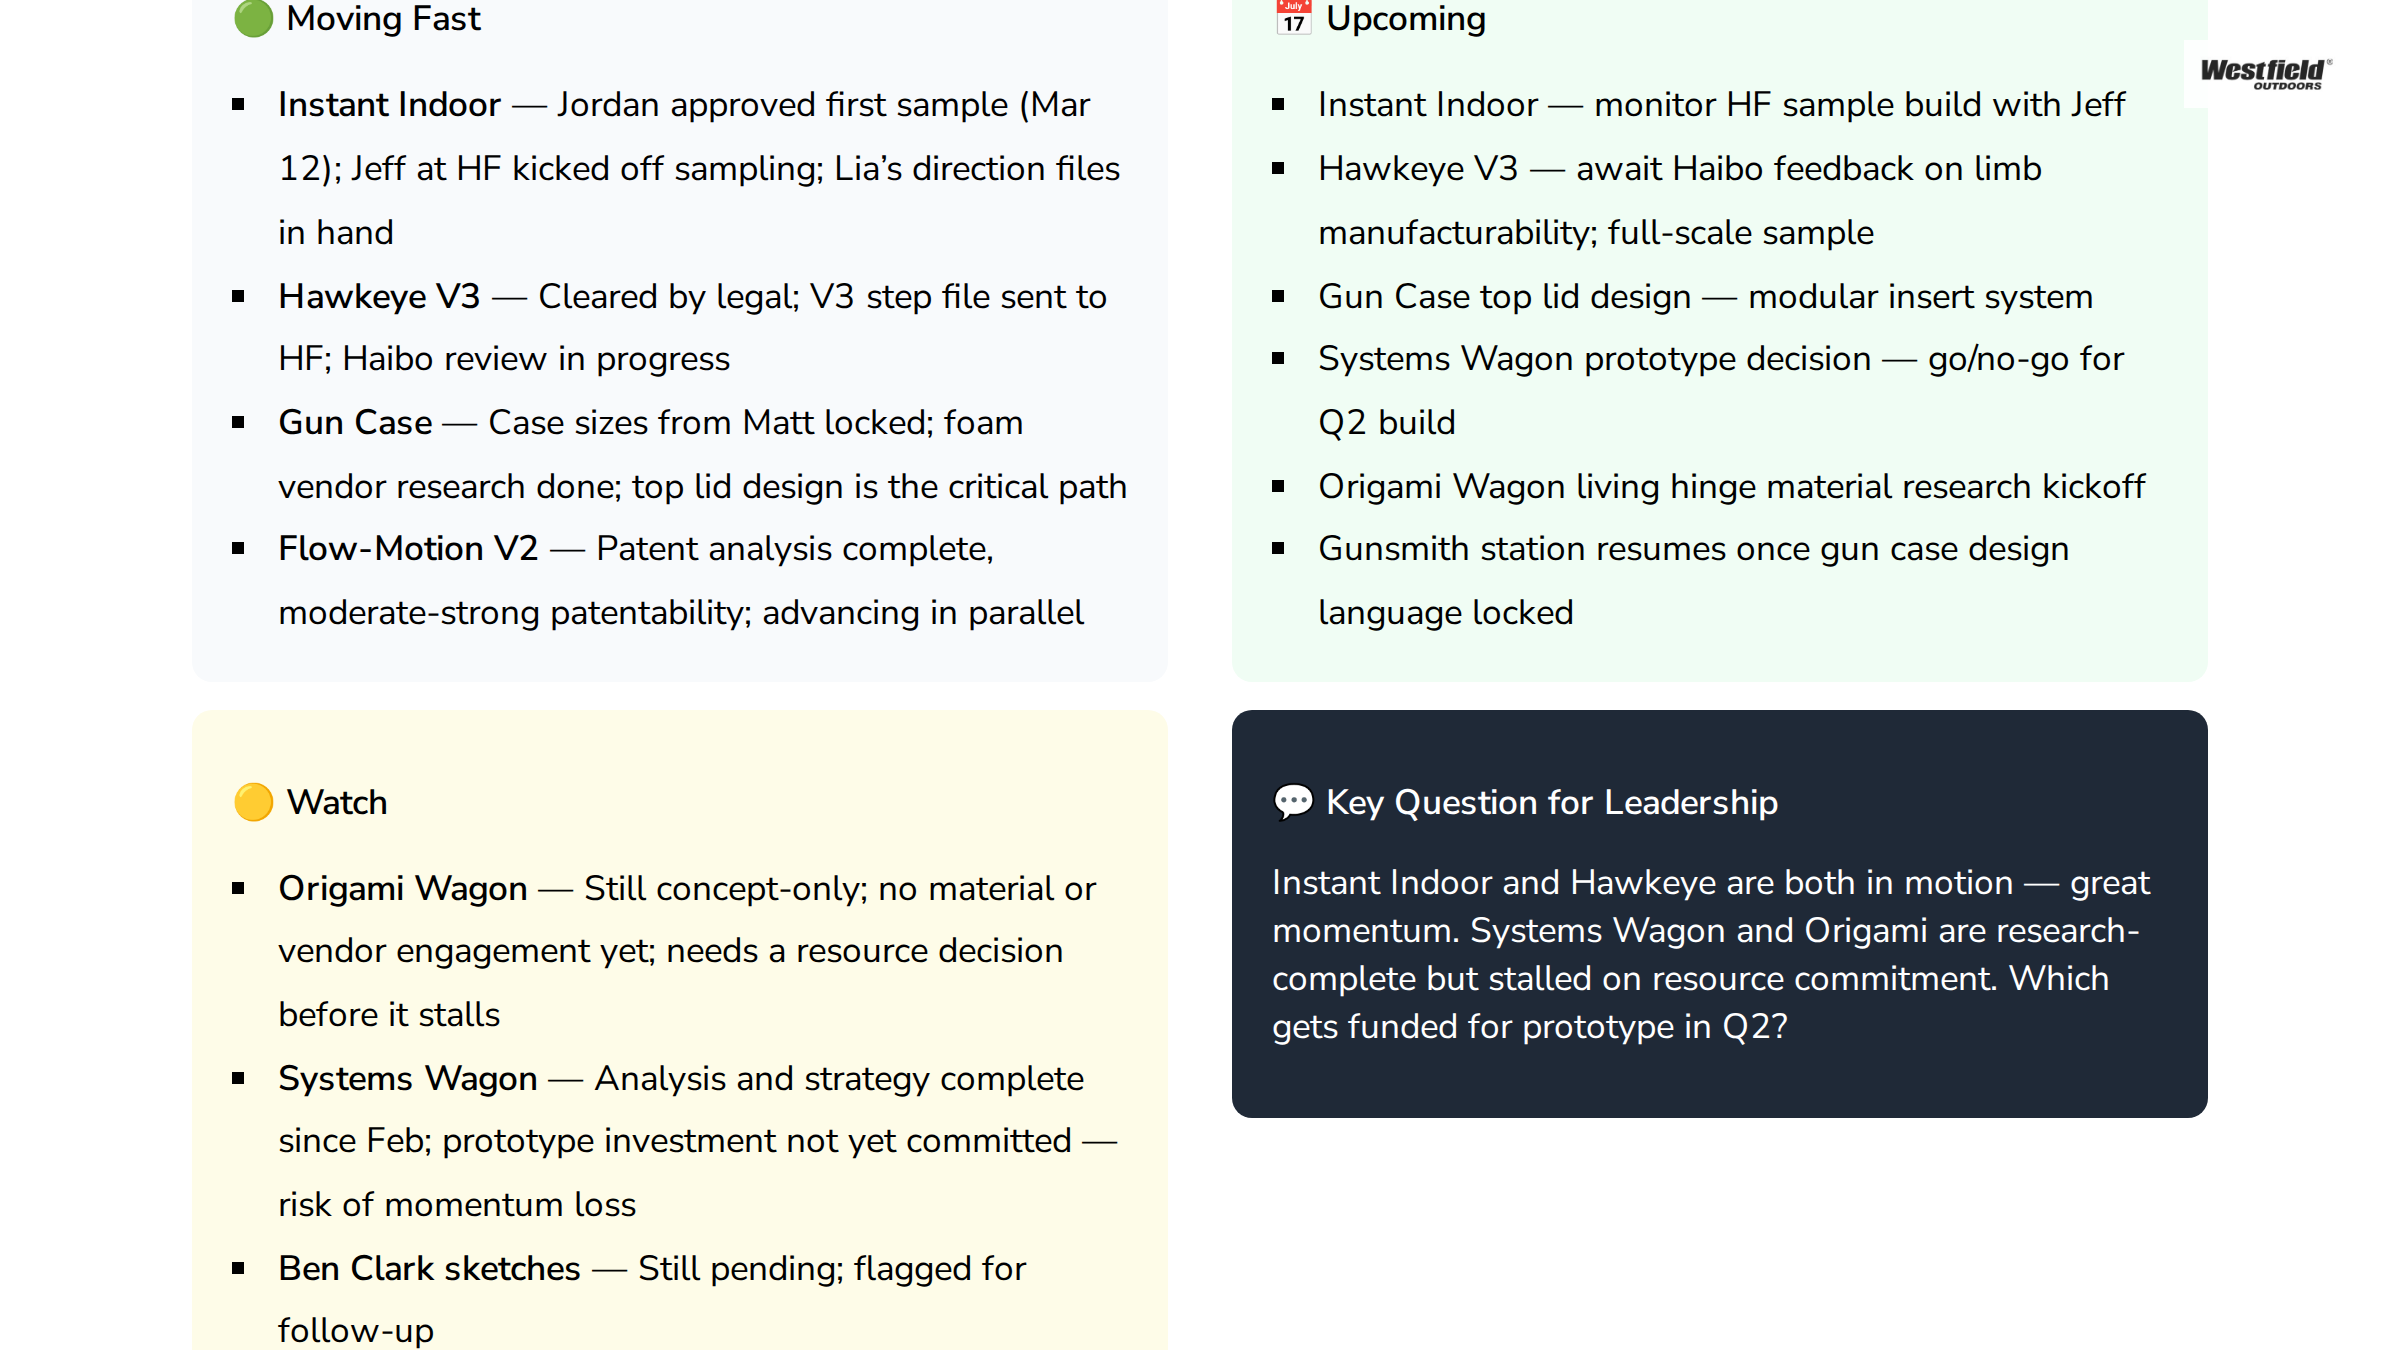 Moving Fast
Instant Indoor — Jordan approved first sample (Mar
12); Jeff at HF kicked off sampling; Lia’s direction files
in hand
Hawkeye V3 — Cleared by legal; V3 step file sent to
HF; Haibo review in progress
Gun Case — Case sizes from Matt locked; foam
vendor research done; top lid design is the critical path
Flow-Motion V2 — Patent analysis complete,
moderate-strong patentability; advancing in parallel
July
17
Upcoming
Instant Indoor — monitor HF sample build with Jeff
Hawkeye V3 — await Haibo feedback on limb
manufacturability; full-scale sample
Gun Case top lid design — modular insert system
Systems Wagon prototype decision — go/no-go for
Q2 build
Origami Wagon living hinge material research kickoff
Gunsmith station resumes once gun case design
language locked
Westfield®
OUTDOORS
Watch
Origami Wagon — Still concept-only; no material or
vendor engagement yet; needs a resource decision
before it stalls
Systems Wagon — Analysis and strategy complete
since Feb; prototype investment not yet committed —
risk of momentum loss
Ben Clark sketches — Still pending; flagged for
follow-up
Key Question for Leadership
Instant Indoor and Hawkeye are both in motion — great
momentum. Systems Wagon and Origami are research-
complete but stalled on resource commitment. Which
gets funded for prototype in Q2?